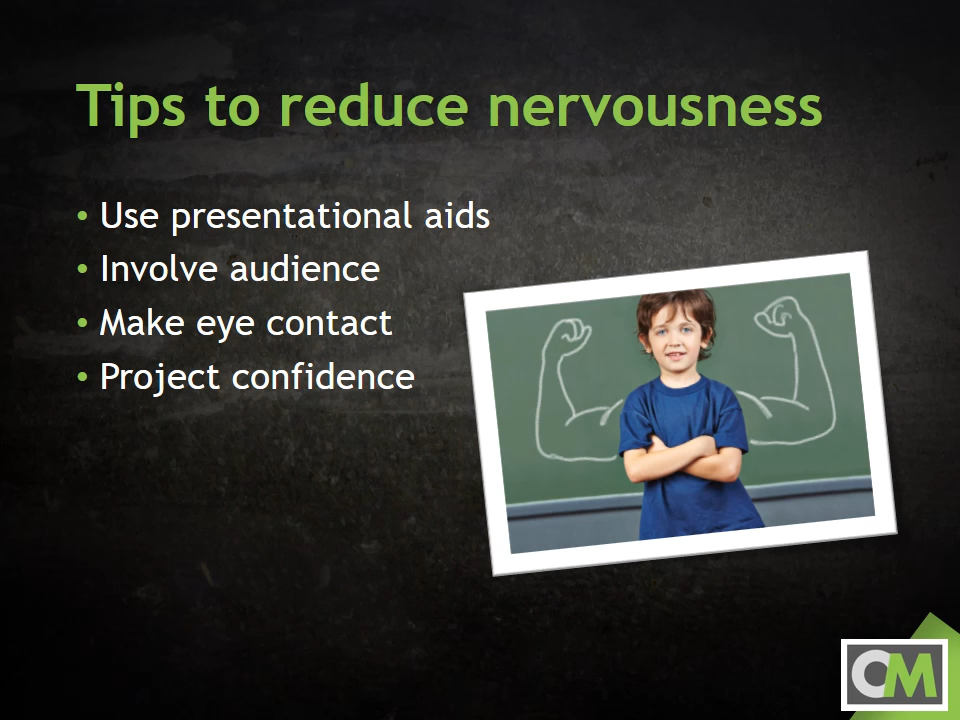 Tips to reduce nervousness
• Use presentational aids
• Involve audience
• Make eye contact
• Project confidence
CM